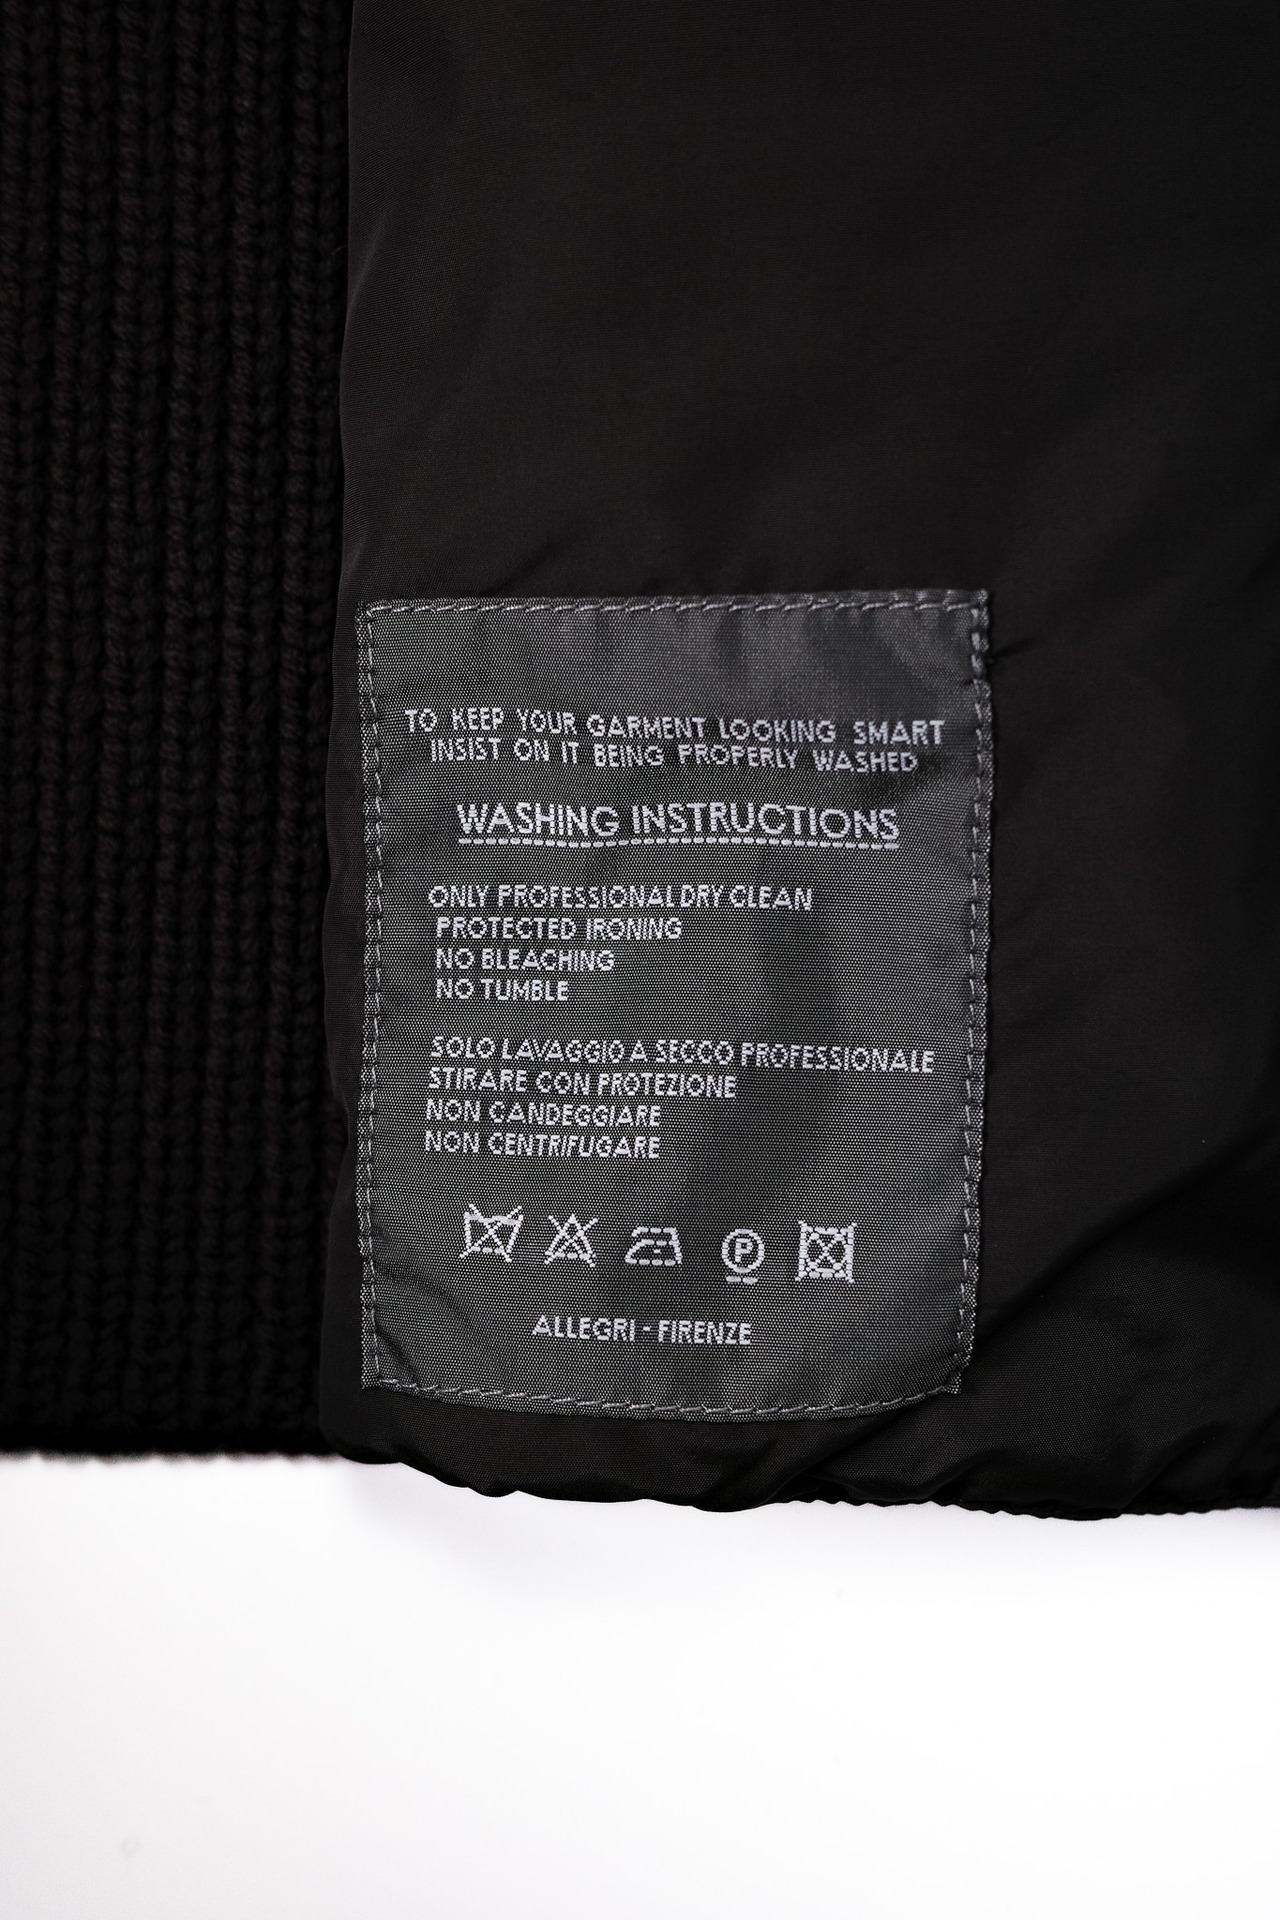 TO KEEP YOUR GARMENT LOOKING SMART
INSIST ON IT BEING PROPERLY WASHED
WASHING INSTRUCTIONS
ONLY PROFESSIONAL DRY CLEAN
PROTECTED IRONING
NO BLEACHING
NO TUMBLE
SOLO LAVAGGIO A SECCO PROFESSIONALE
STIRARE CON PROTEZIONE
NON CANDEGGIARE
NON CENTRIFUGARE
P
ALLEGRI - FIRENZE